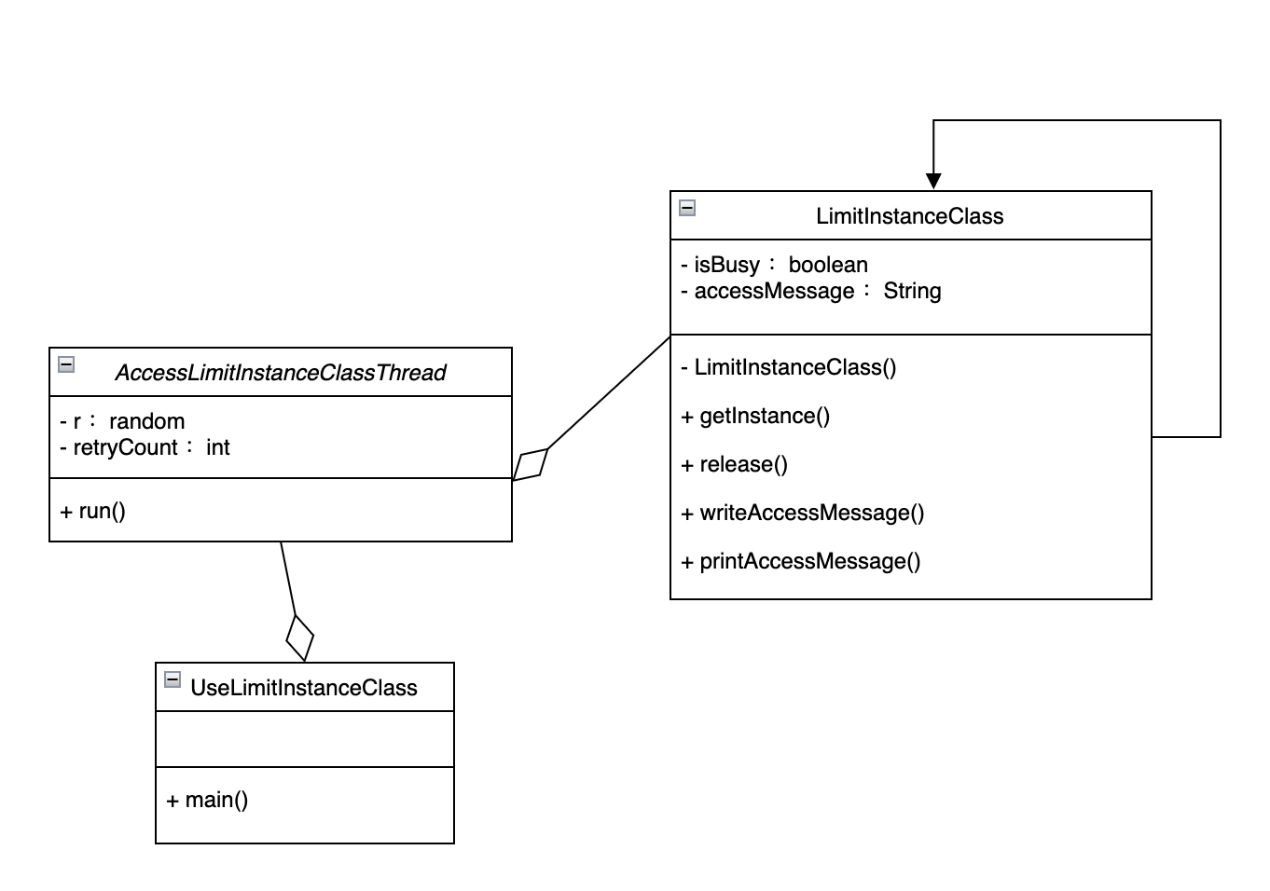 LimitInstanceClass
- isBusy： boolean
- accessMessage： String
- LimitInstanceClass()
+ getInstance()
+ release()
+ writeAccessMessage()
+ printAccessMessage()
AccessLimitInstanceClassThread
- r： random
- retryCount： int
+ run()
UseLimitInstanceClass
+ main()